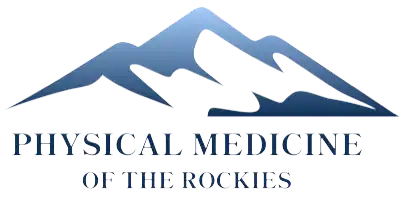 PHYSICAL MEDICINE
OF THE ROCKIES